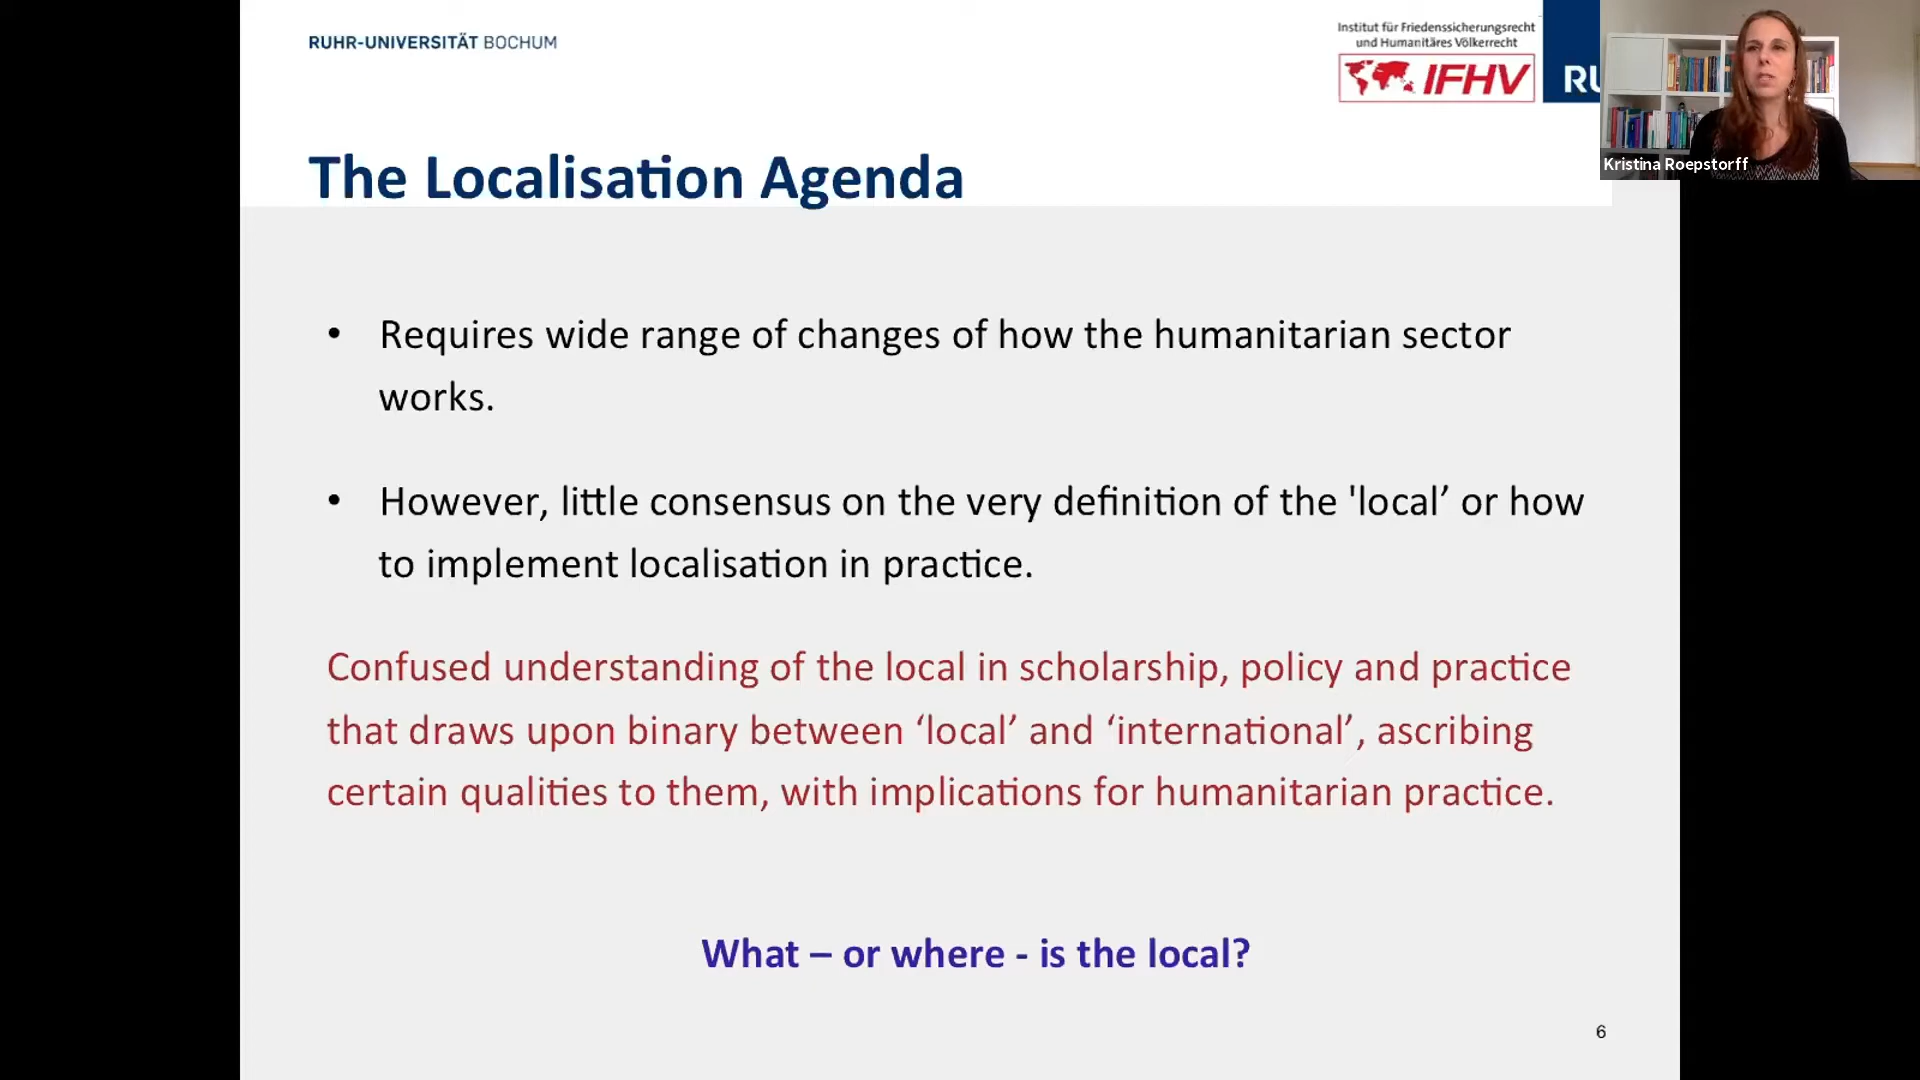 RUHR-UNIVERSITÄT BOCHUM
Institut für Friedenssicherungsrecht
und Humanitäres Völkerrecht
IFHV
RU
Kristina Roepstorff
The Localisation Agenda
• Requires wide range of changes of how the humanitarian sector
works.
• However, little consensus on the very definition of the 'local’ or how
to implement localisation in practice.
Confused understanding of the local in scholarship, policy and practice
that draws upon binary between ‘local’ and ‘international’, ascribing
certain qualities to them, with implications for humanitarian practice.
What – or where - is the local?
6